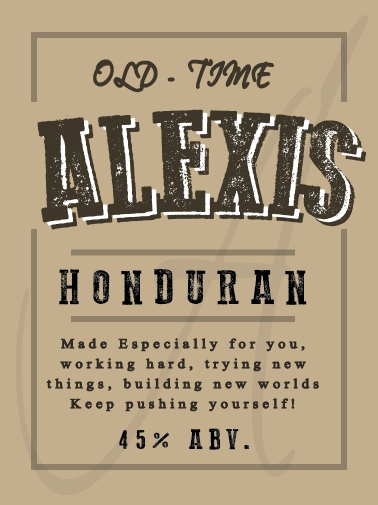 OLD - TIME
ALEXIS
HONDURAN
Made Especially for you,
working hard, trying new
things, building new worlds
Keep pushing yourself!
45% ABV.